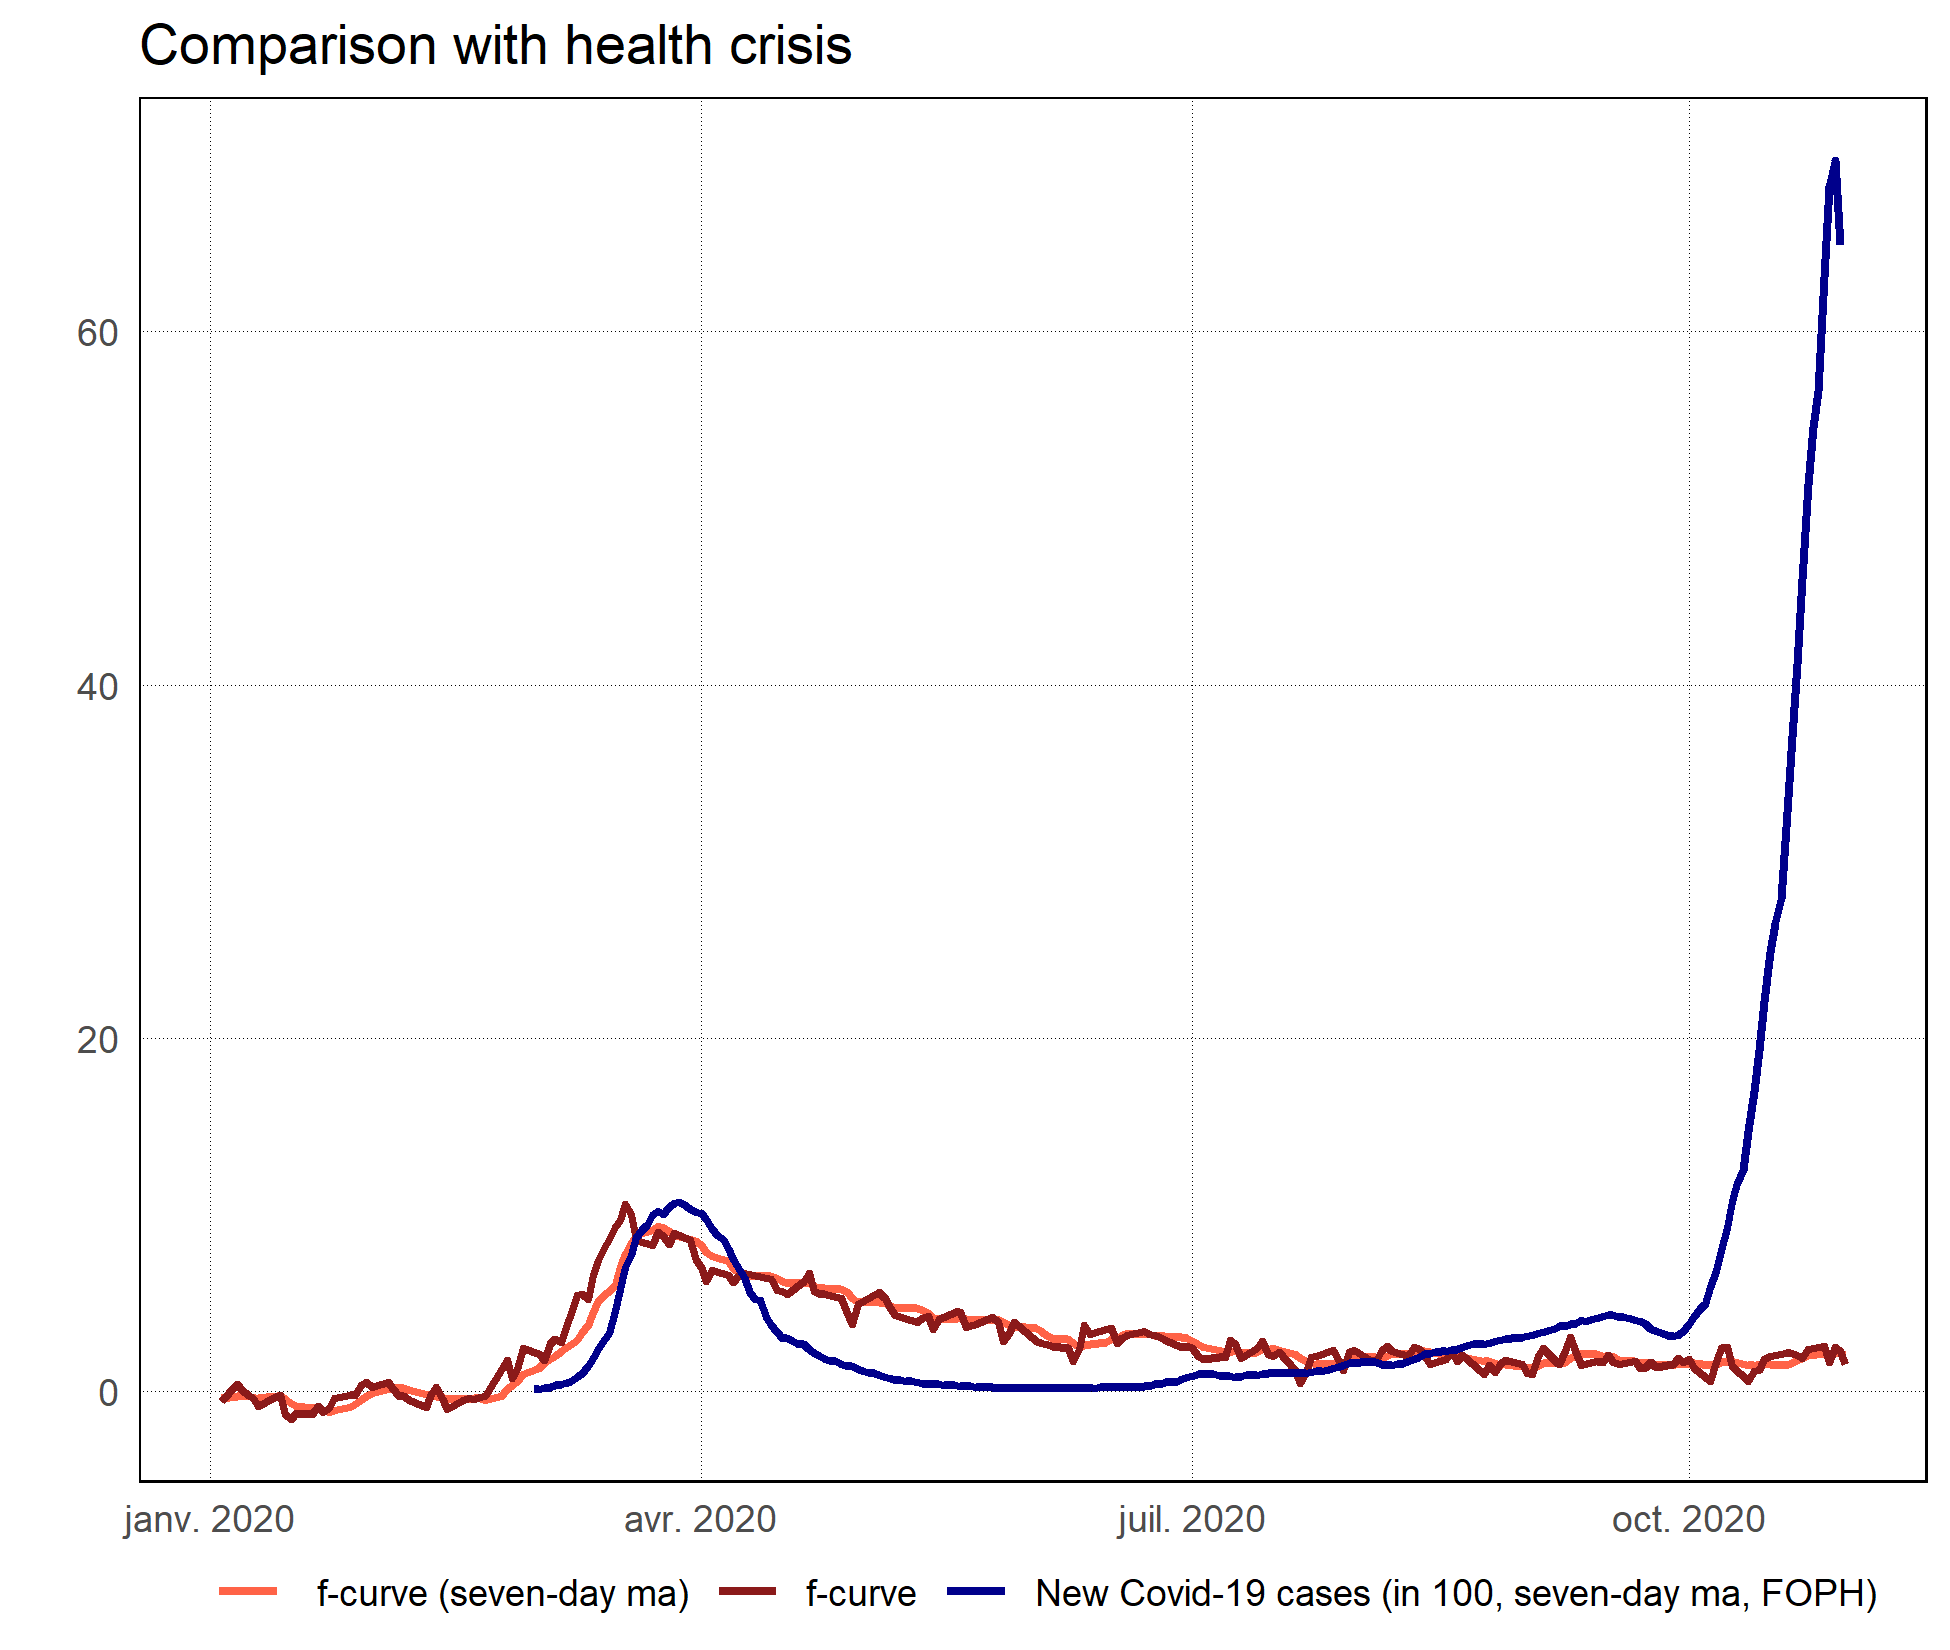 Comparison with health crisis
60
40
20
0
janv. 2020 avr. 2020 juil. 2020 oct. 2020
f-curve (seven-day ma) f-curve New Covid-19 cases (in 100, seven-day ma, FOPH)